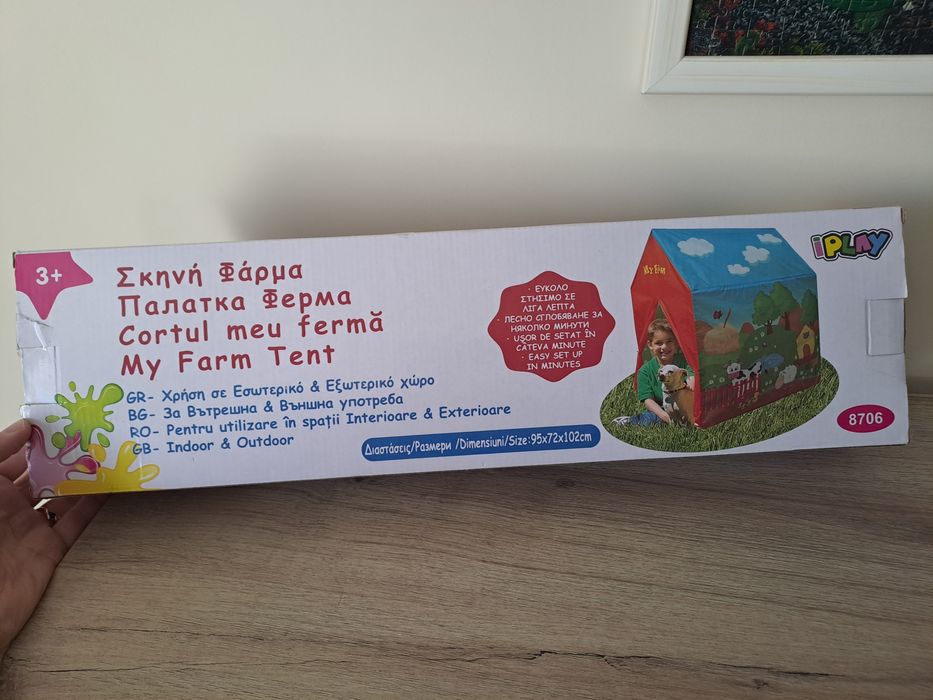 3+
Σκηνή Φάρμα
Палатка Ферма
Cortul meu fermă
My Farm Tent
GR- Χρήση σε Εσωτερικό & Εξωτερικό χώρο
BG- За Вътрешна & Външна употреба
RO- Pentru utilizare în spații Interioare & Exterioare
GB- Indoor & Outdoor
Διαστάσεις/Размери /Dimensiuni/Size:95x72x102cm
· ΕΥΚΟΛΟ
ΣΤΗΣΙΜΟ ΣΕ
ΛΙΓΑ ΛΕΠΤΑ
· ЛЕСНО СГЛОБЯВАНЕ ЗА
НЯКОЛКО МИНУТИ
· UȘOR DE SETAT ÎN
CÂTEVA MINUTE
· EASY SET UP
IN MINUTES
My Farm
iPLAY
8706